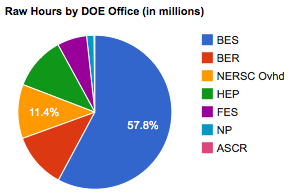 Raw Hours by DOE Office (in millions)
BES
BER
NERSC Ovhd
HEP
FES
NP
ASCR
11.4%
57.8%